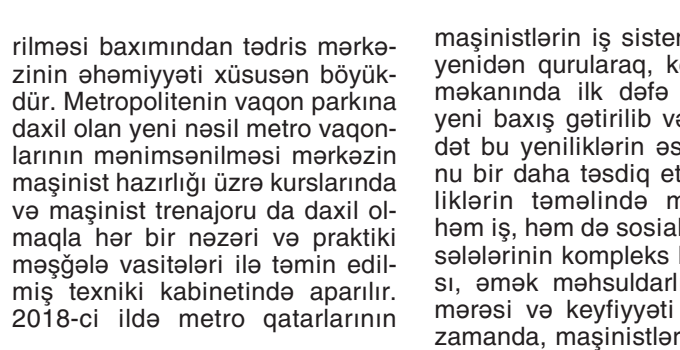 rilməsi baxımından tədris mərkə-
zinin əhəmiyyəti xüsusən böyük-
dür. Metropolitenin vaqon parkına
daxil olan yeni nəsil metro vaqon-
larının mənimsənilməsi mərkəzin
maşinist hazırlığı üzrə kurslarında
və maşinist trenajoru da daxil ol-
maqla hər bir nəzəri və praktiki
məşğələ vasitələri ilə təmin edil-
miş texniki kabinetində aparılır.
2018-ci ildə metro qatarlarının
maşinistlərin iş
yenidən qurularaq,
məkanında ilk dəfə
yeni baxış gətirilib
dət bu yeniliklərin
nu bir daha təsdiq
liklərin təməlində
həm iş, həm də
sələlərinin kompleks
sı, əmək
mərəsi və keyfiyyəti
zamanda,